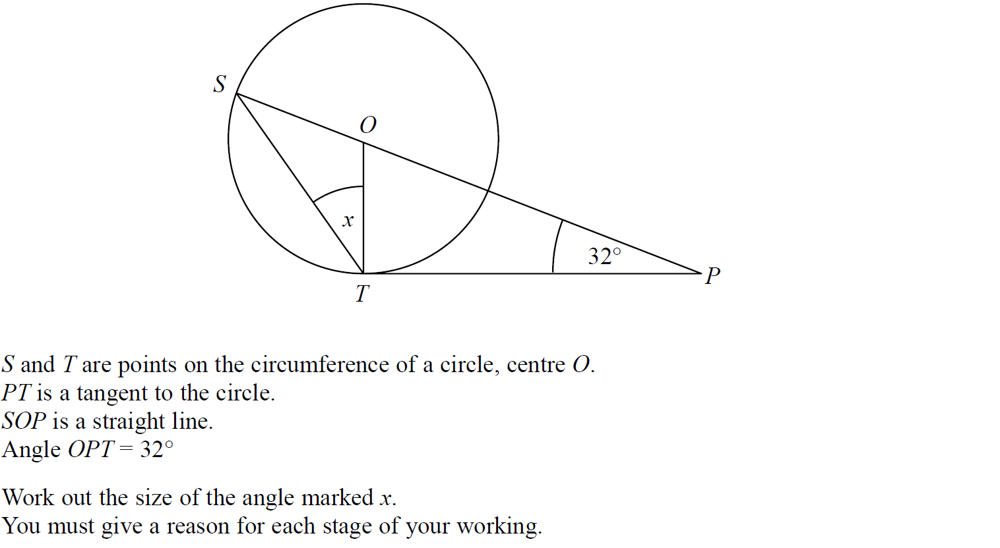 S
O
x
32°
P
T
S and T are points on the circumference of a circle, centre O.
PT is a tangent to the circle.
SOP is a straight line.
Angle OPT = 32°
Work out the size of the angle marked x.
You must give a reason for each stage of your working.